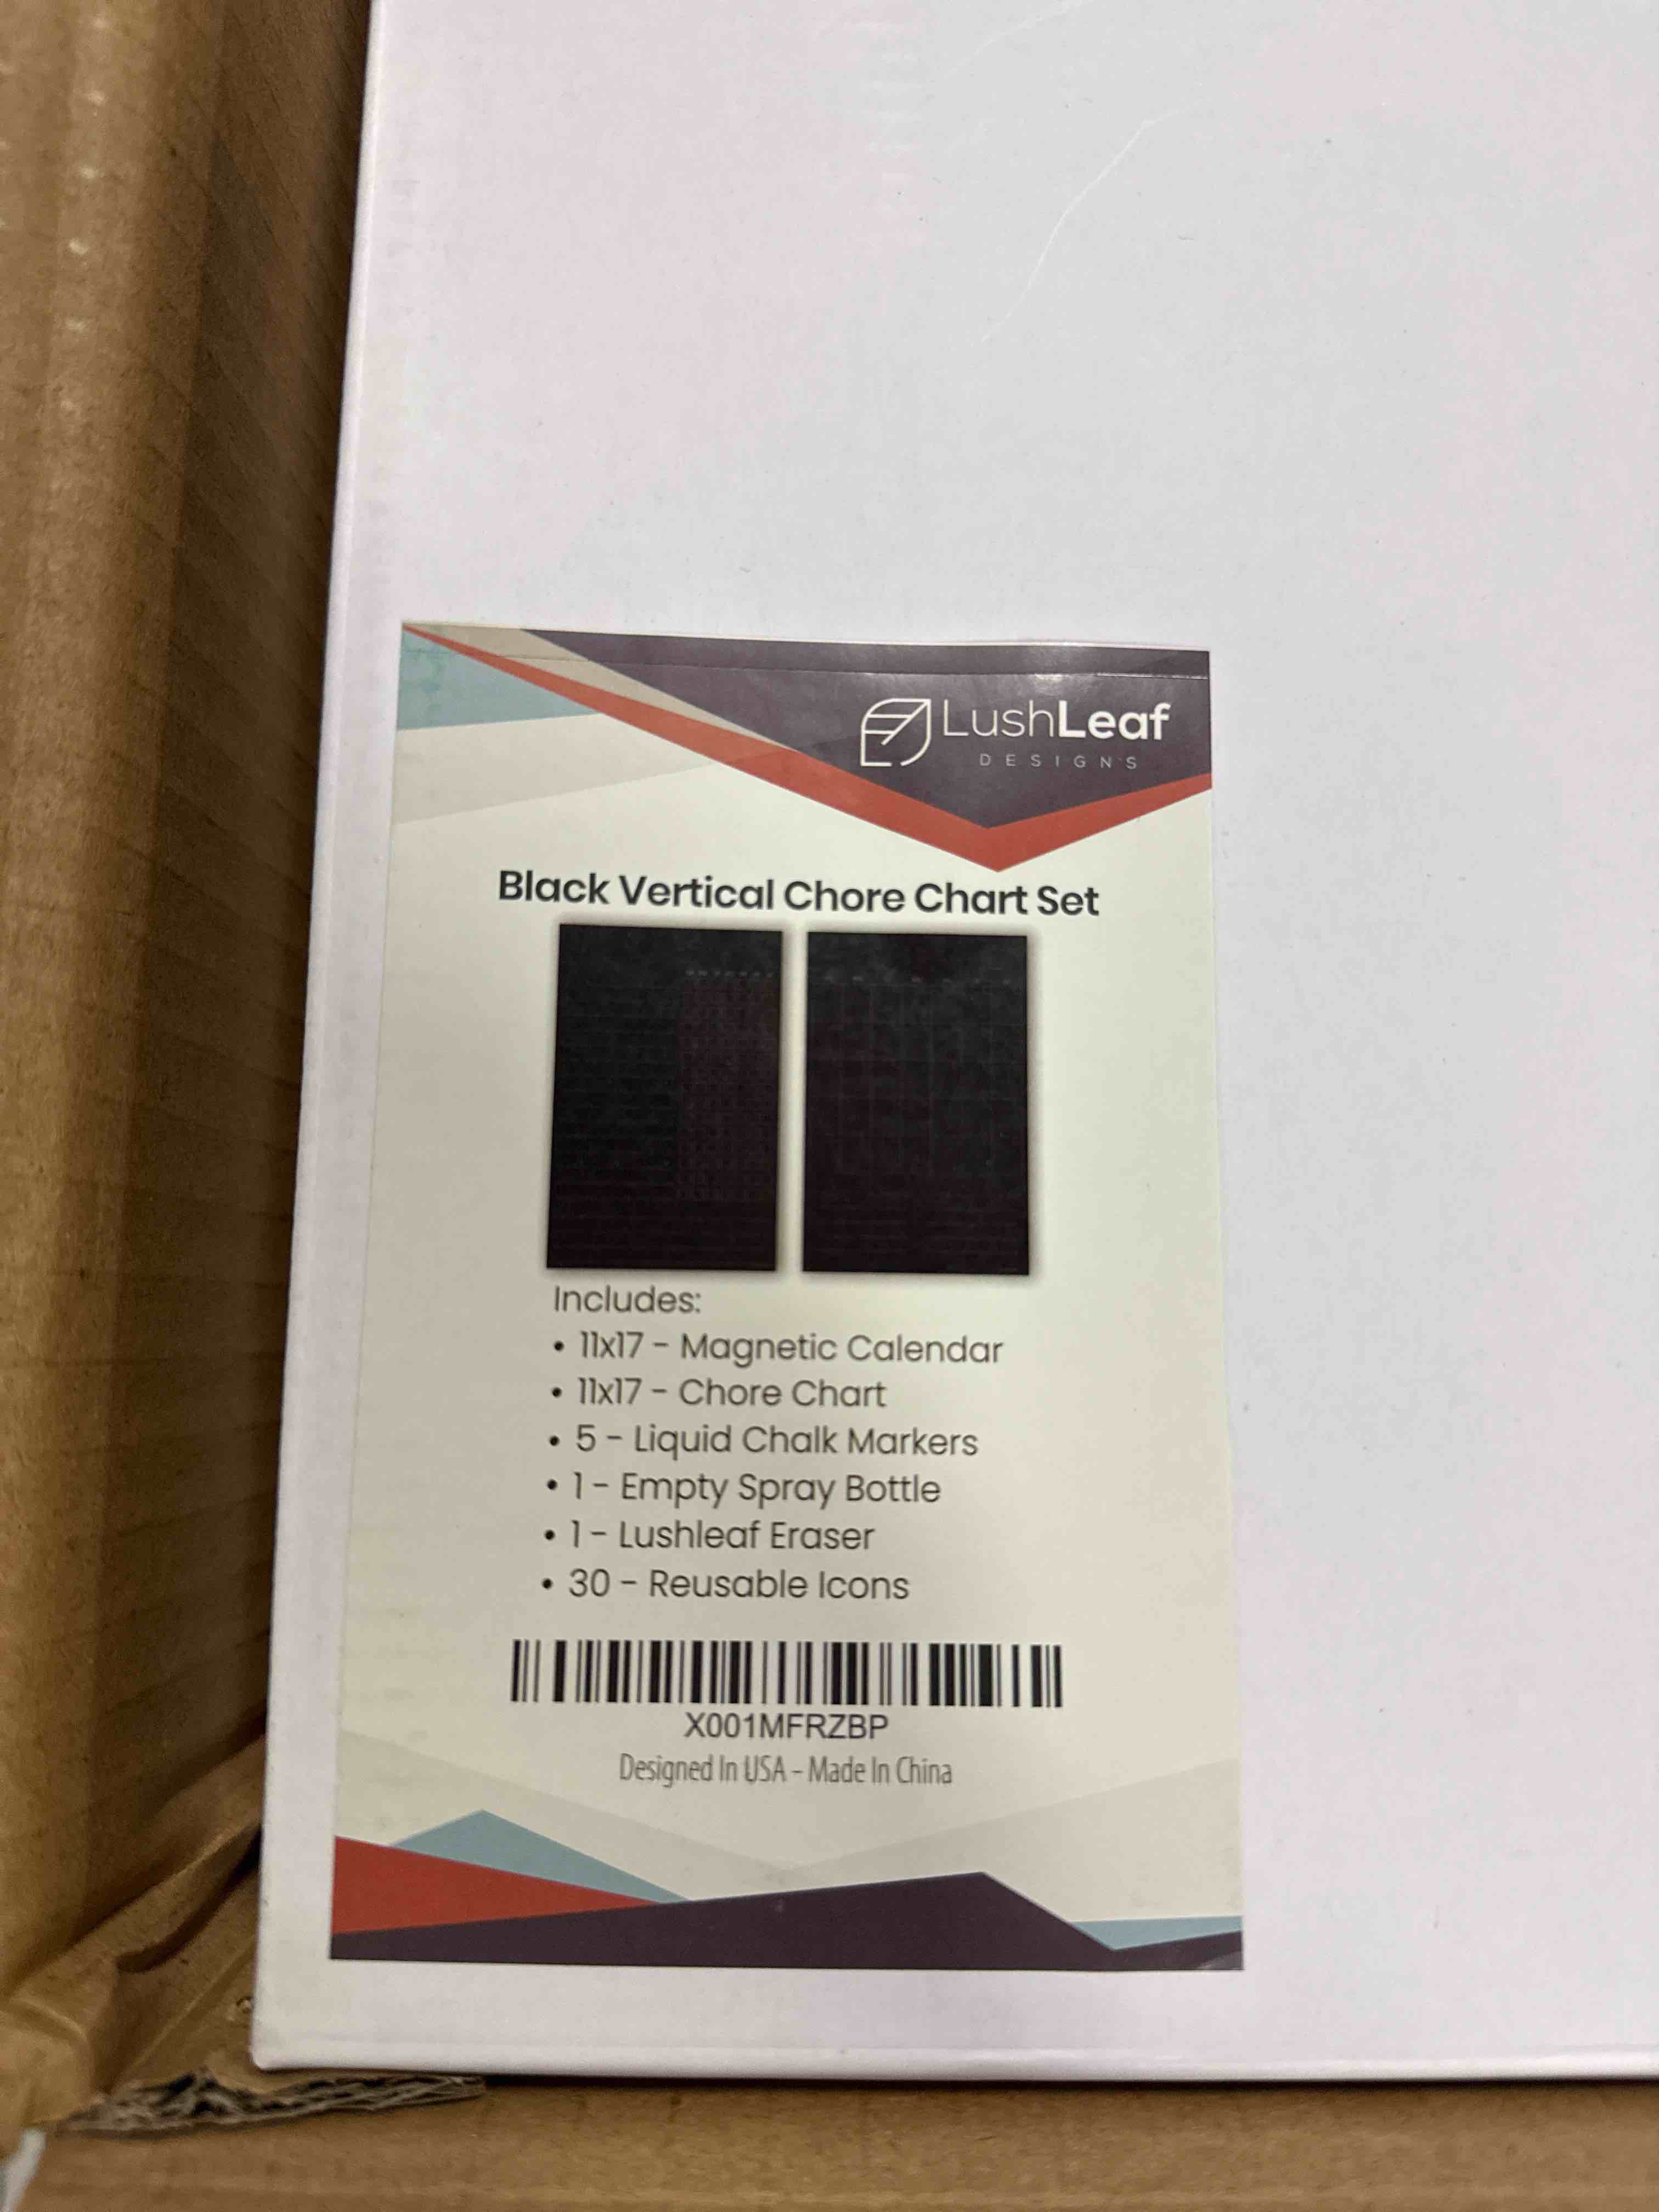 LushLeaf
DESIGNS
Black Vertical Chore Chart Set
Includes:
• 11x17 - Magnetic Calendar
• 11x17 - Chore Chart
• 5 - Liquid Chalk Markers
• 1 - Empty Spray Bottle
• 1 - Lushleaf Eraser
• 30 - Reusable Icons
X001MFRZBP
Designed In USA - Made In China